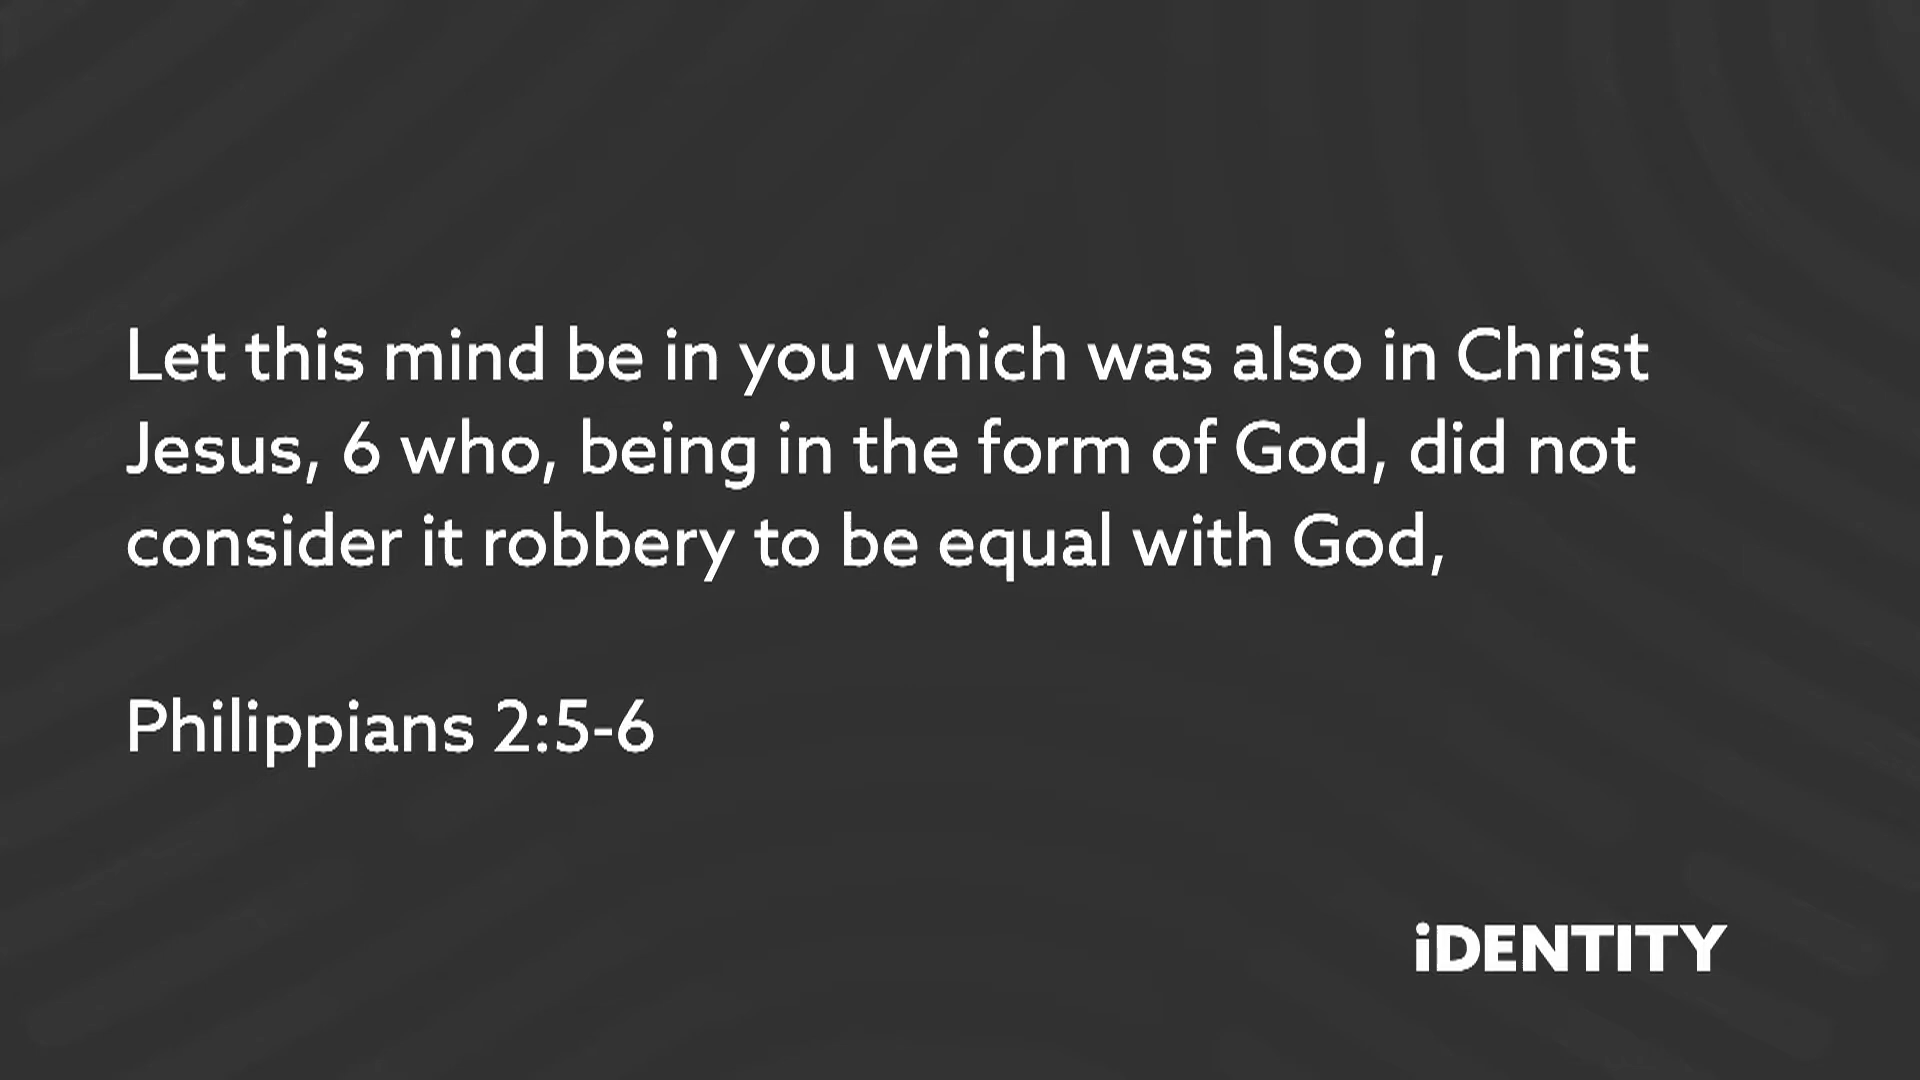 Let this mind be in you which was also in Christ
Jesus, 6 who, being in the form of God, did not
consider it robbery to be equal with God,
Philippians 2:5-6
iDENTITY